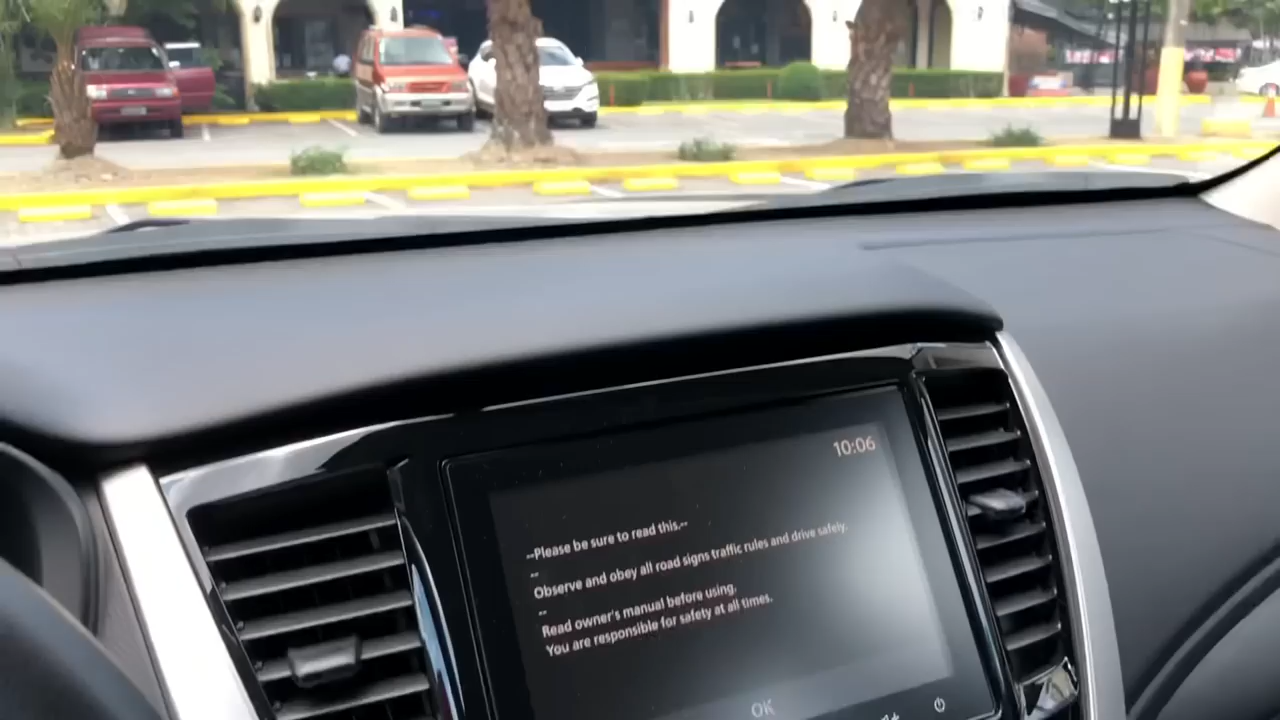 10:06
--Please be sure to read this.--
--
Observe and obey all road signs traffic rules and drive safely.
--
Read owner's manual before using.
You are responsible for safety at all times.
OK